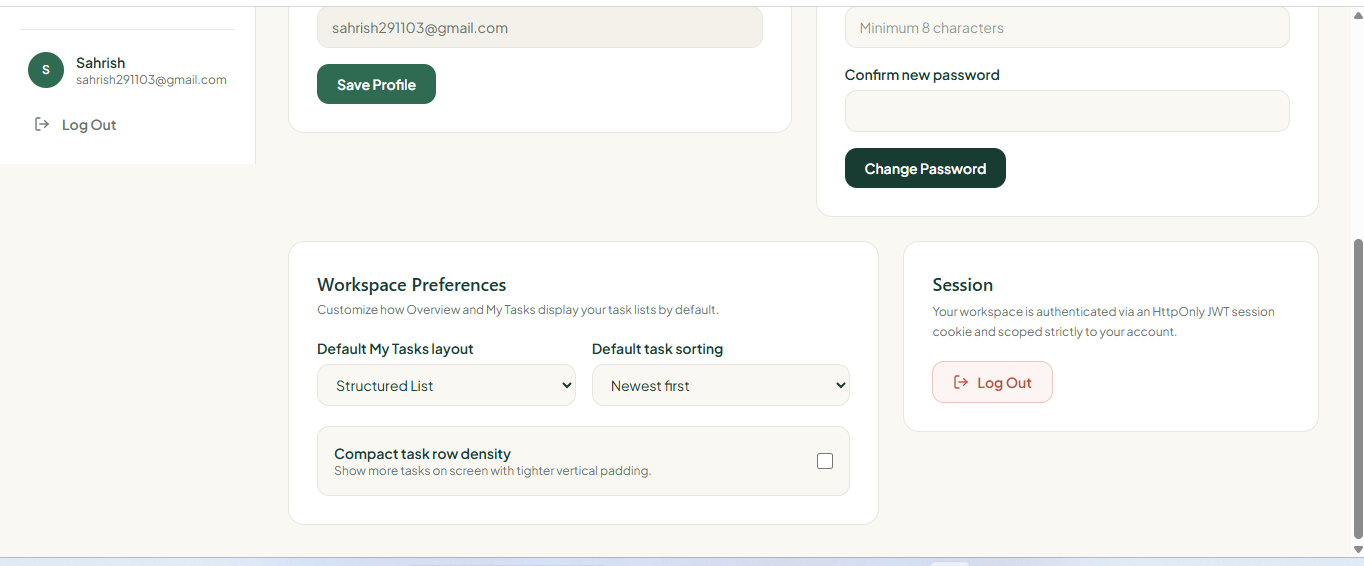 Sahrish
sahrish291103@gmail.com
S
Log Out
sahrish291103@gmail.com
Save Profile
Minimum 8 characters
Confirm new password
Change Password
Workspace Preferences
Customize how Overview and My Tasks display your task lists by default.
Default My Tasks layout
Structured List
Default task sorting
Newest first
Compact task row density
Show more tasks on screen with tighter vertical padding.
Session
Your workspace is authenticated via an HttpOnly JWT session
cookie and scoped strictly to your account.
Log Out